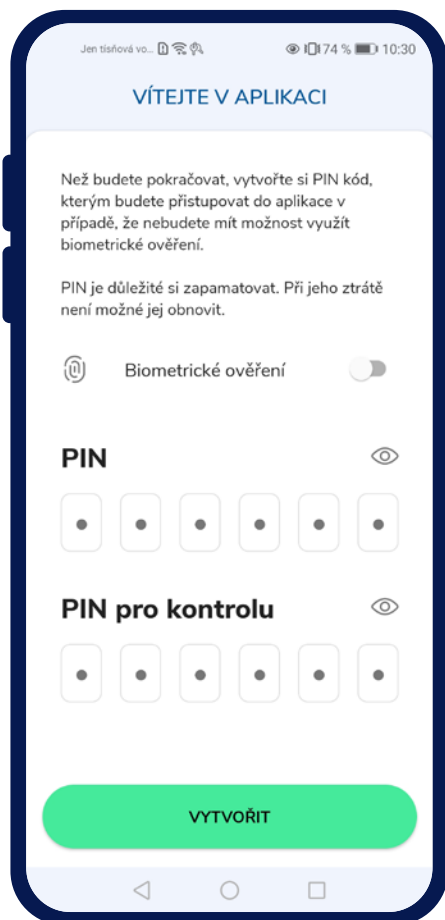 Jen tísňová vo... 74 % 10:30
VÍTEJTE V APLIKACI
Než budete pokračovat, vytvořte si PIN kód,
kterým budete přistupovat do aplikace v
případě, že nebudete mít možnost využít
biometrické ověření.
PIN je důležité si zapamatovat. Při jeho ztrátě
není možné jej obnovit.
Biometrické ověření
PIN
PIN pro kontrolu
VYTVOŘIT